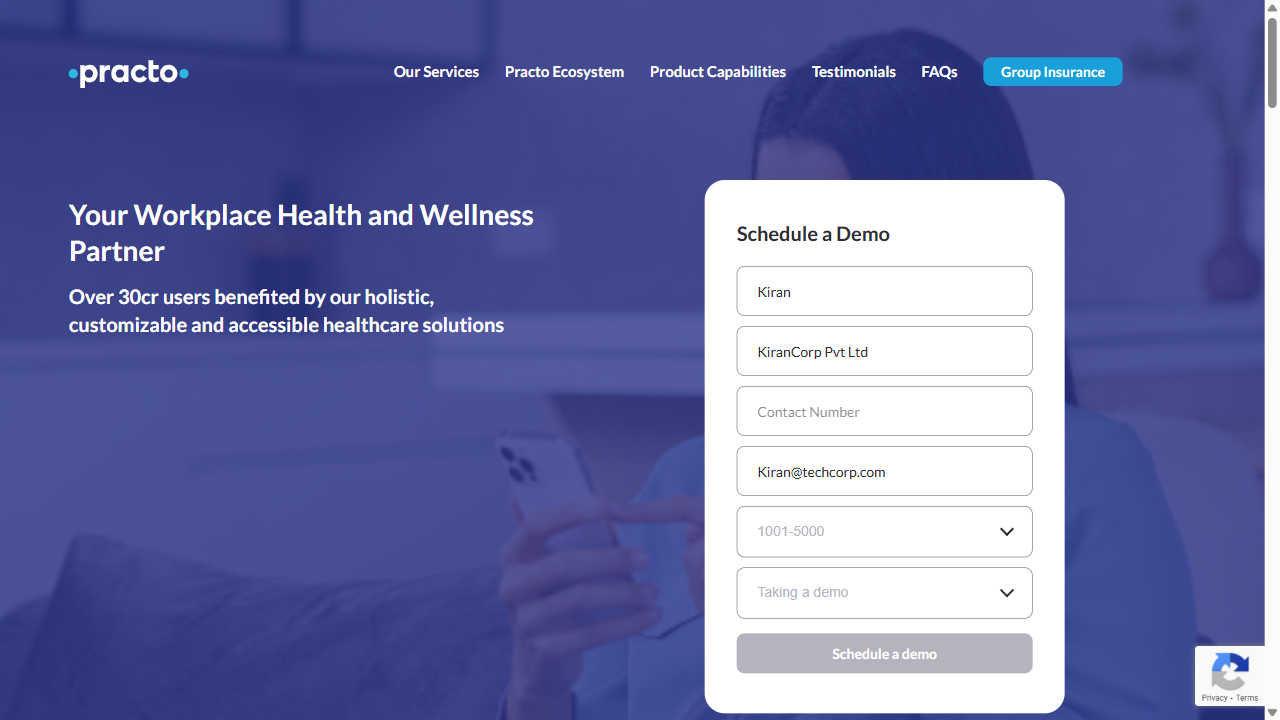 practo
Our Services
Practo Ecosystem
Product Capabilities
Testimonials
FAQs
Group Insurance
Your Workplace Health and Wellness
Partner
Over 30cr users benefited by our holistic,
customizable and accessible healthcare solutions
Schedule a Demo
Kiran
KiranCorp Pvt Ltd
Contact Number
Kiran@techcorp.com
1001-5000
Taking a demo
Schedule a demo
Privacy - Terms